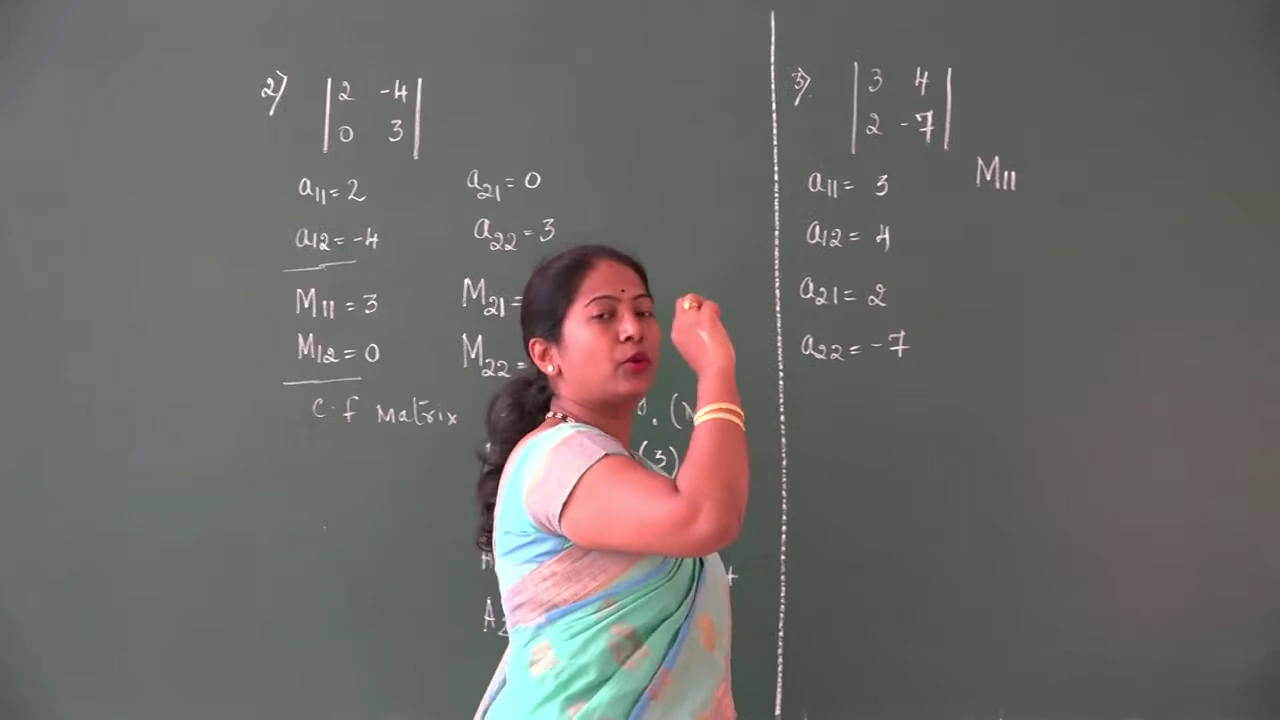 2) | 2 -4 |
| 0 3 |
a11 = 2
a21 = 0
a12 = -4
a22 = 3
M11 = 3
M21 =
M12 = 0
M22 =
C.f Matrix
(3)
3) | 3 4 |
| 2 -7 |
M11
a11 = 3
a12 = 4
a21 = 2
a22 = -7